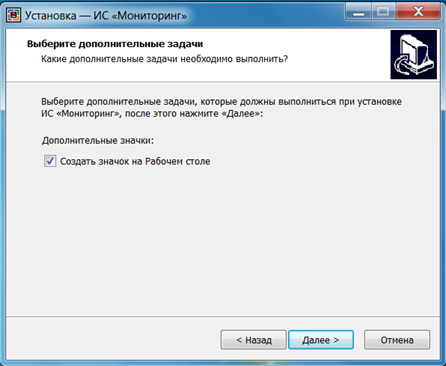 Установка — ИС «Мониторинг»
Выберите дополнительные задачи
Какие дополнительные задачи необходимо выполнить?
Выберите дополнительные задачи, которые должны выполниться при установке
ИС «Мониторинг», после этого нажмите «Далее»:
Дополнительные значки:
Создать значок на Рабочем столе
< Назад
Далее >
Отмена